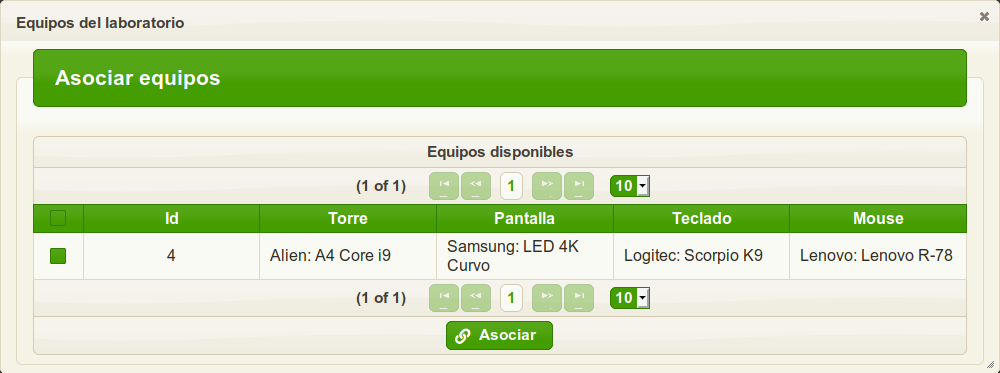 Equipos del laboratorio
Asociar equipos
Equipos disponibles
(1 of 1) 1 10
Id Torre Pantalla Teclado Mouse
4 Alien: A4 Core i9 Samsung: LED 4K Curvo Logitec: Scorpio K9 Lenovo: Lenovo R-78
(1 of 1) 1 10
Asociar